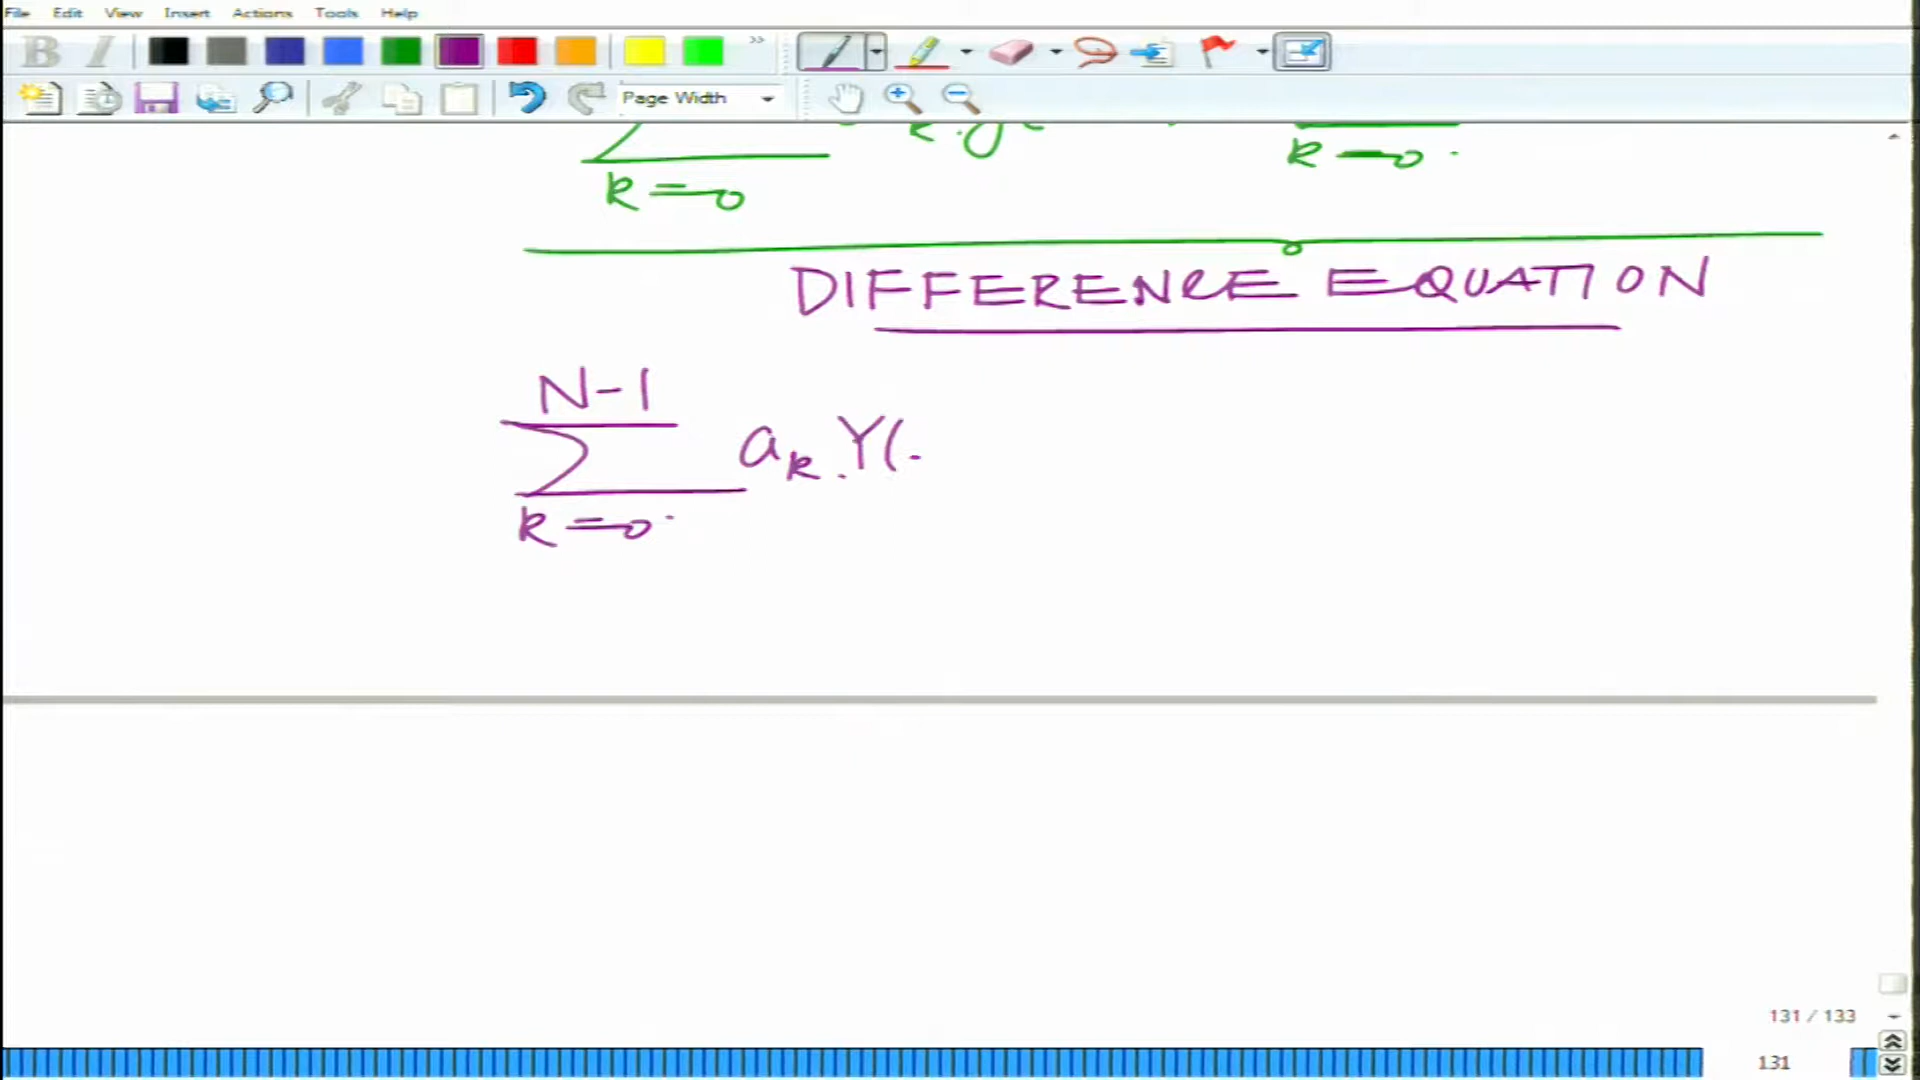 File Edit View Insert Actions Tools Help
B I
Page Width
k=0
k=0
DIFFERENCE EQUATION
N-1
∑ a_k.Y(.
k=0
131 / 133
131